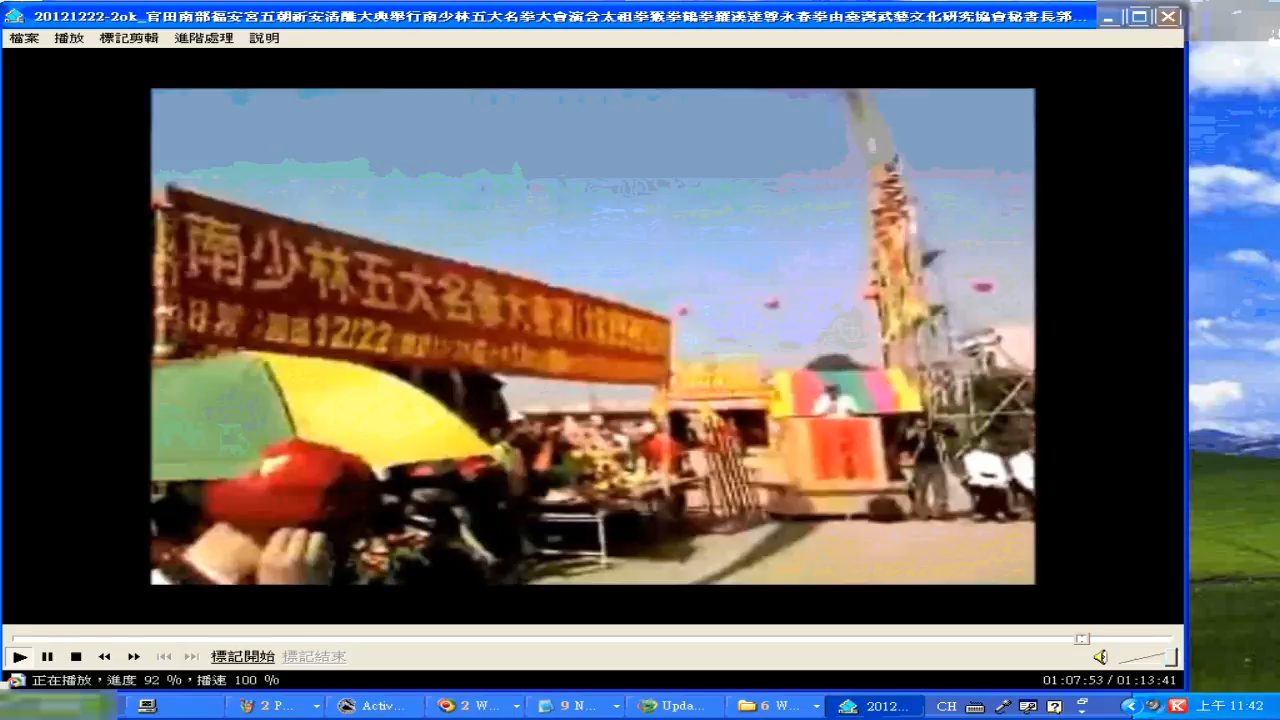 20121222-2ok_官田南部福安宮五朝祈安清醮大典舉行南少林五大名拳大會演含太祖拳猴拳鶴拳羅漢達尊永春拳由臺灣武藝文化研究協會秘書長郭...
檔案 播放 標記剪輯 進階處理 說明
南少林五大名拳大會演
12/22
標記開始 標記結束
正在播放，進度 92 %，播速 100 %
01:07:53 / 01:13:41
2 P...
Activ...
2 W...
9 N...
Upda...
6 W...
2012...
CH
上午 11:42